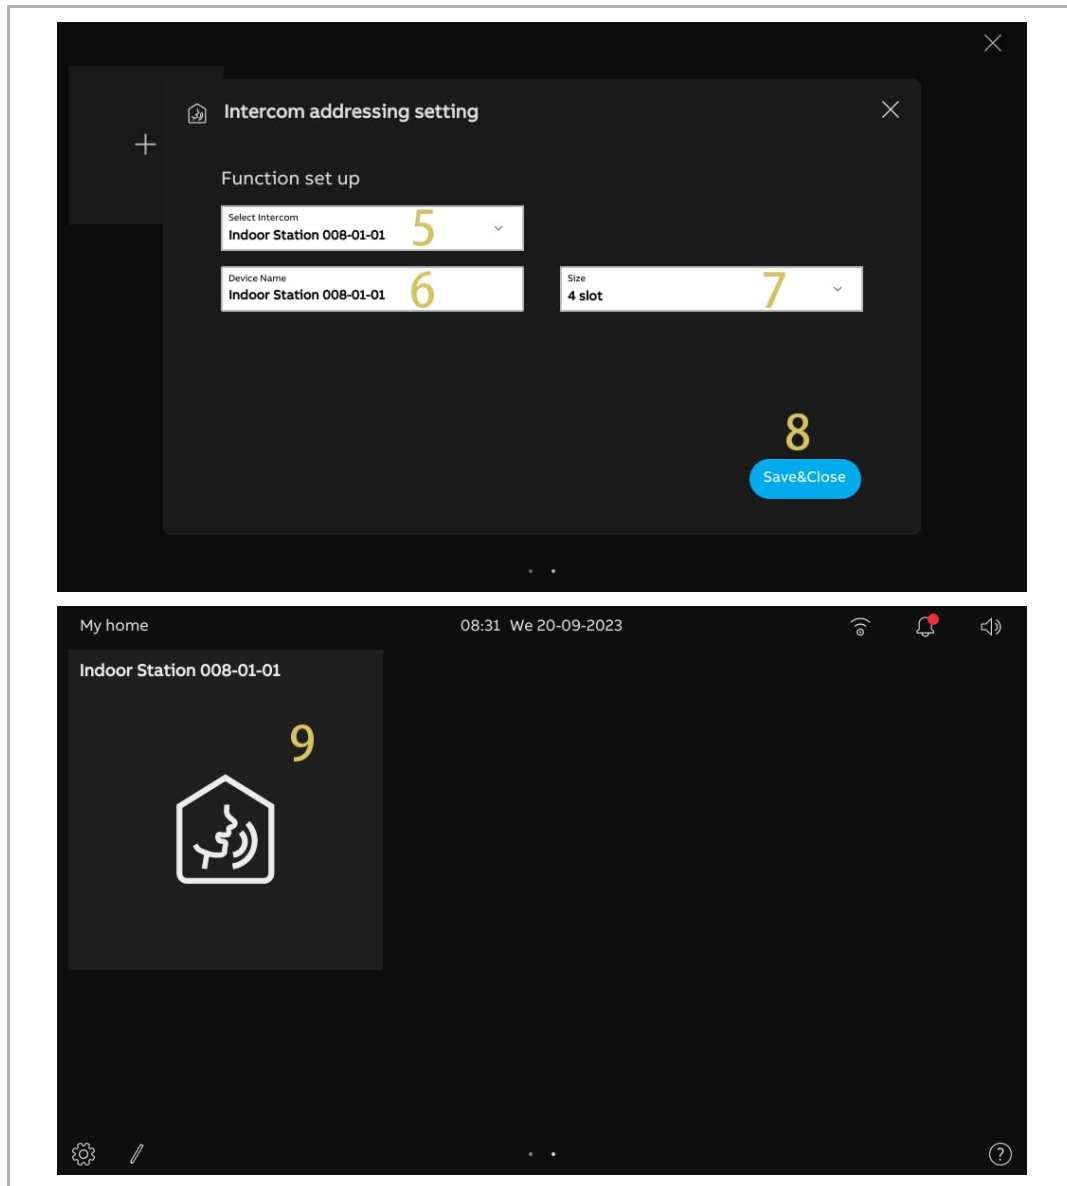 Intercom addressing setting
Function set up
Select Intercom
Indoor Station 008-01-01
5
Device Name
Indoor Station 008-01-01
6
Size
4 slot
7
8
Save&Close
My home
08:31 We 20-09-2023
Indoor Station 008-01-01
9
?